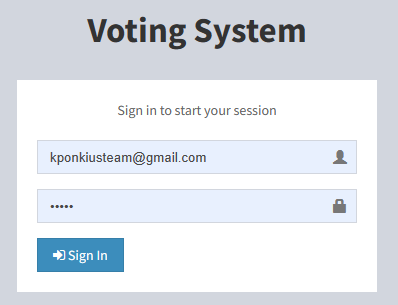 Voting System
Sign in to start your session
kponkiusteam@gmail.com
•••••
Sign In